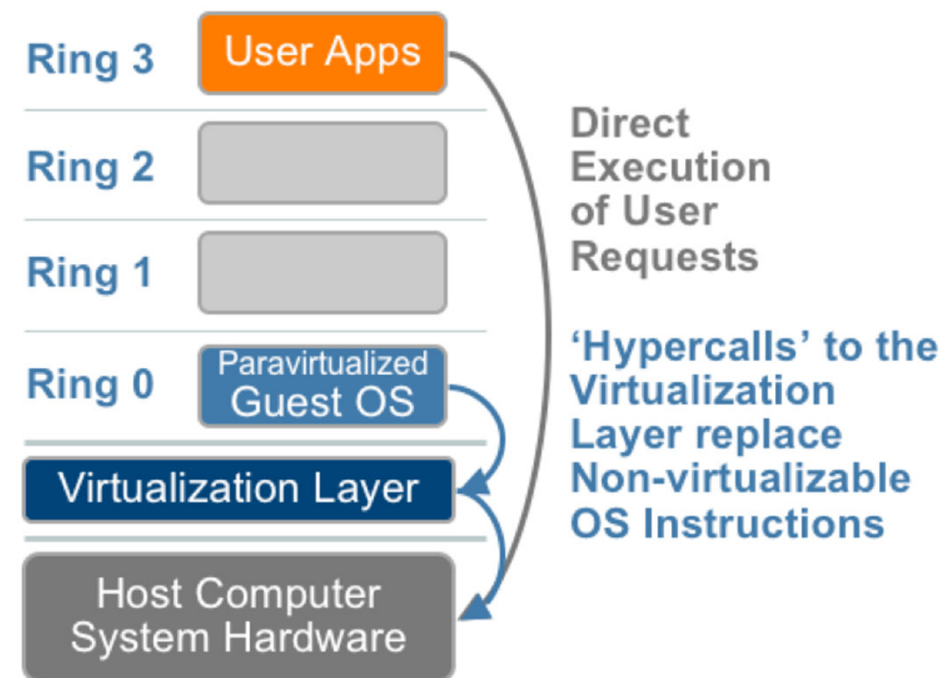 Ring 3
User Apps
Ring 2
Ring 1
Ring 0
Paravirtualized
Guest OS
Virtualization Layer
Host Computer
System Hardware
Direct
Execution
of User
Requests
‘Hypercalls’ to the
Virtualization
Layer replace
Non-virtualizable
OS Instructions